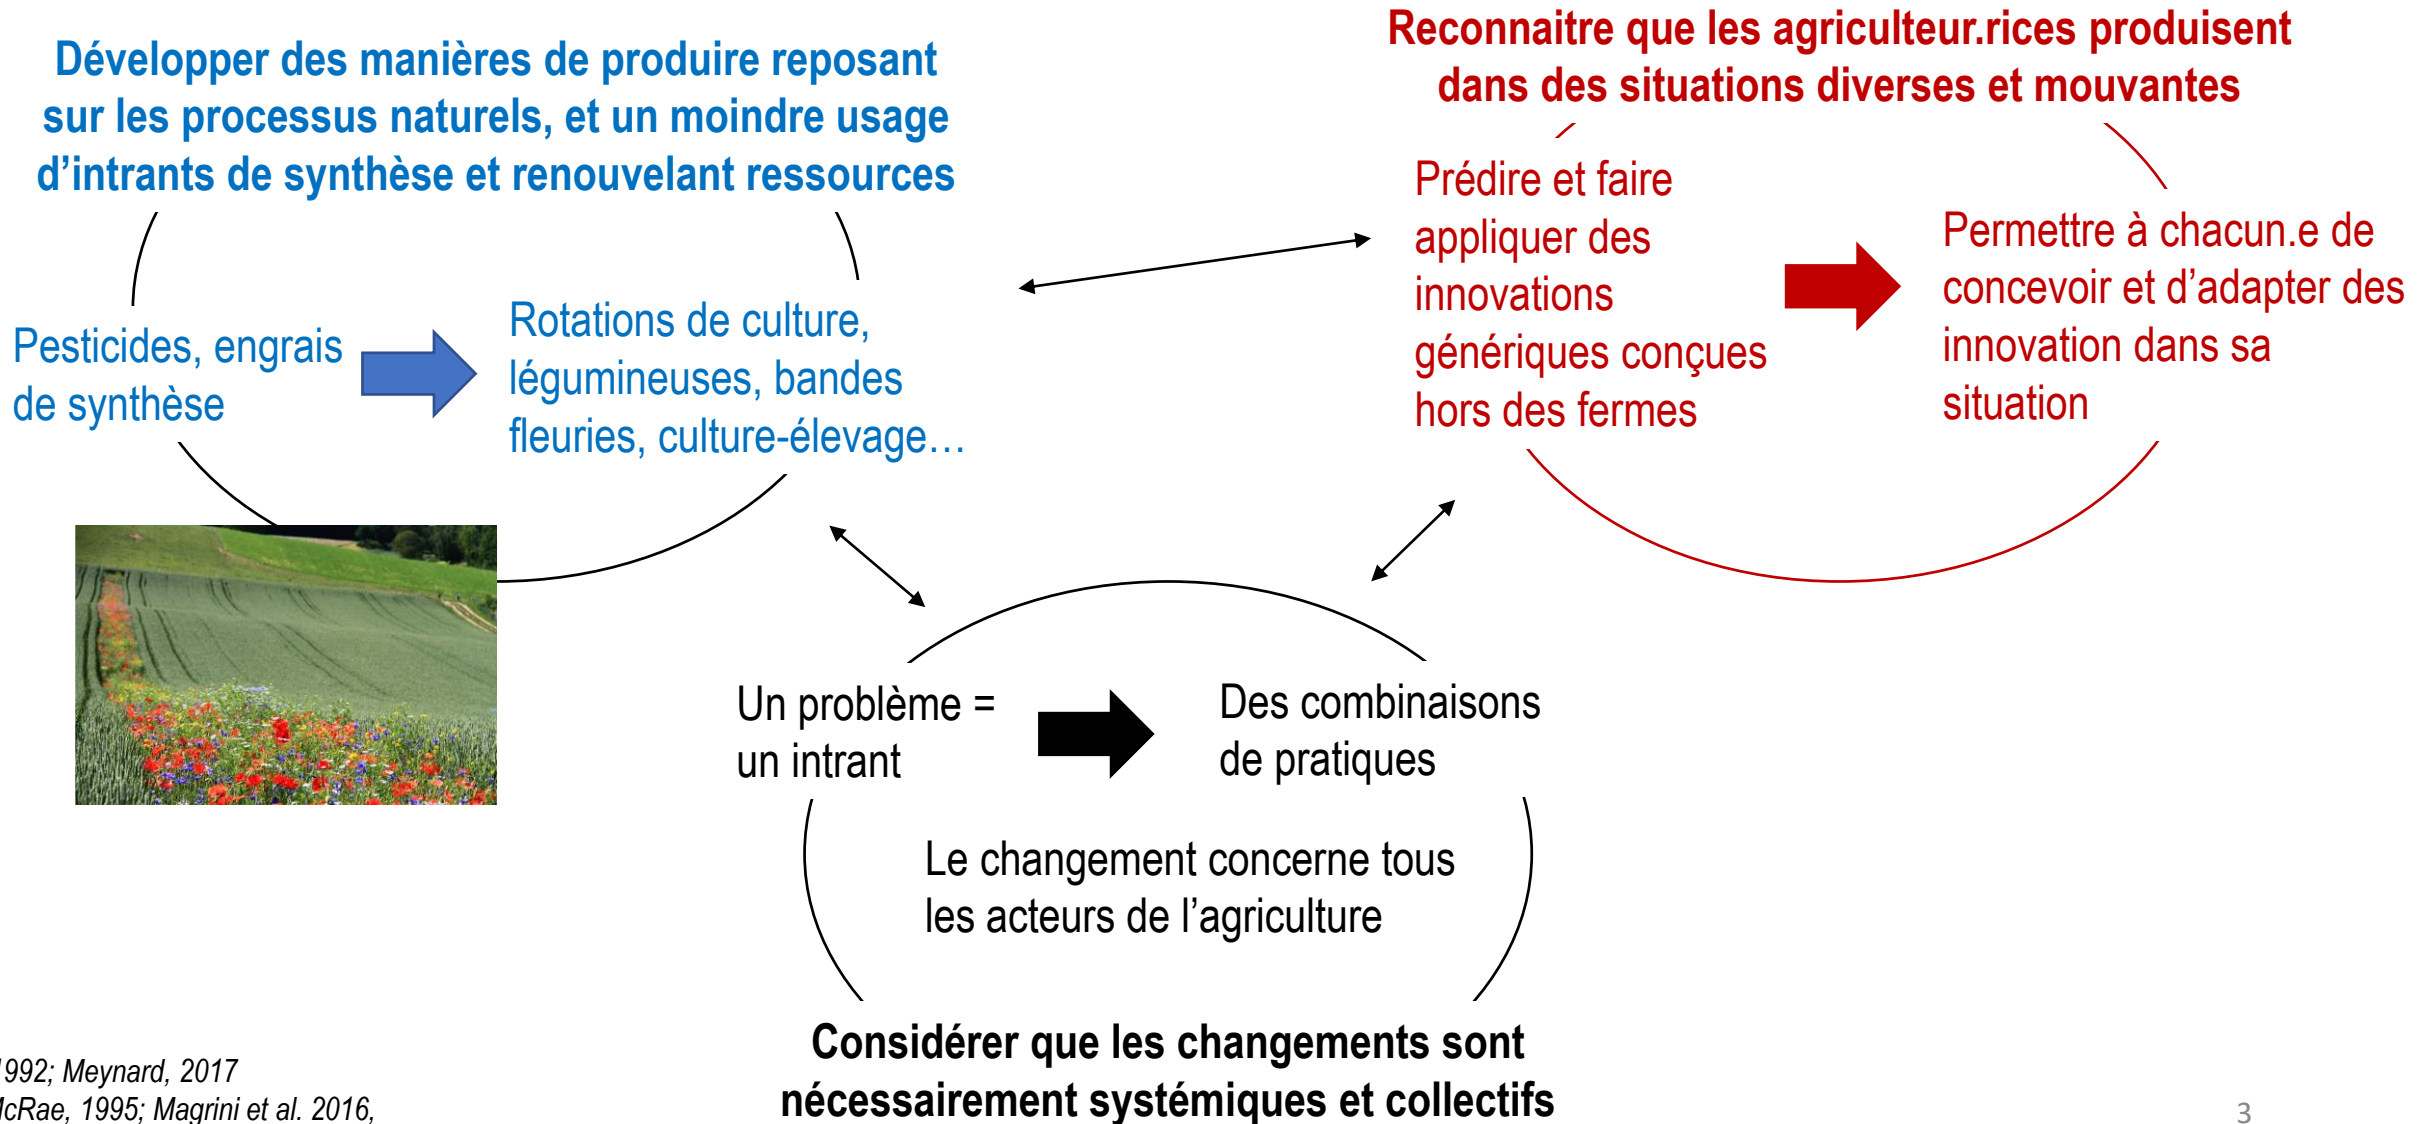 Développer des manières de produire reposant
sur les processus naturels, et un moindre usage
d’intrants de synthèse et renouvelant ressources
Pesticides, engrais
de synthèse
Rotations de culture,
légumineuses, bandes
fleuries, culture-élevage…
Reconnaitre que les agriculteur.rices produisent
dans des situations diverses et mouvantes
Prédire et faire
appliquer des
innovations
génériques conçues
hors des fermes
Permettre à chacun.e de
concevoir et d’adapter des
innovation dans sa
situation
Un problème =
un intrant
Des combinaisons
de pratiques
Le changement concerne tous
les acteurs de l’agriculture
Considérer que les changements sont
nécessairement systémiques et collectifs
; Meynard, 2017
McRae, 1995; Magrini et al. 2016,
3